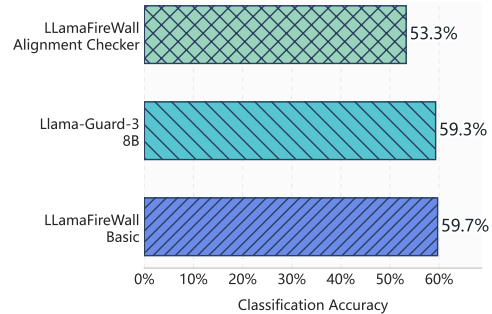 LLamaFireWall
Alignment Checker
53.3%
Llama-Guard-3
8B
59.3%
LLamaFireWall
Basic
59.7%
0% 10% 20% 30% 40% 50% 60%
Classification Accuracy